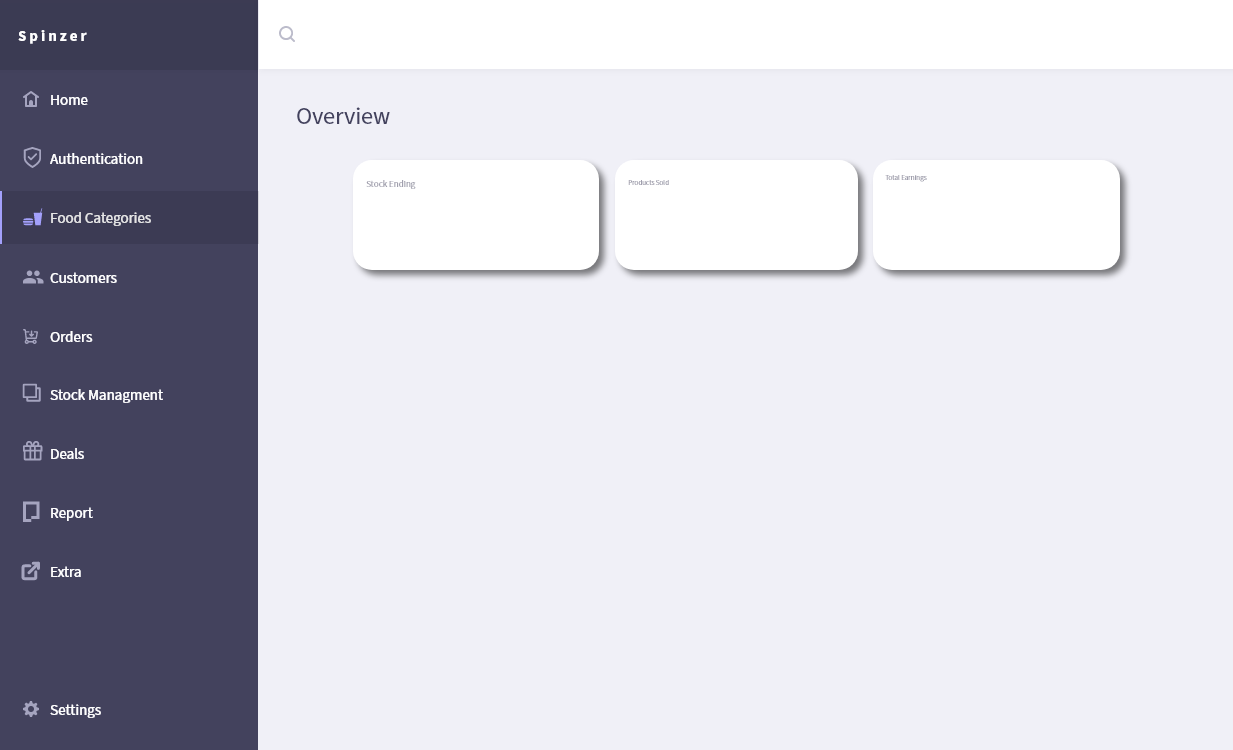 Spinzer
Home
Authentication
Food Categories
Customers
Orders
Stock Managment
Deals
Report
Extra
Settings
Overview
Stock Ending
Products Sold
Total Earnings